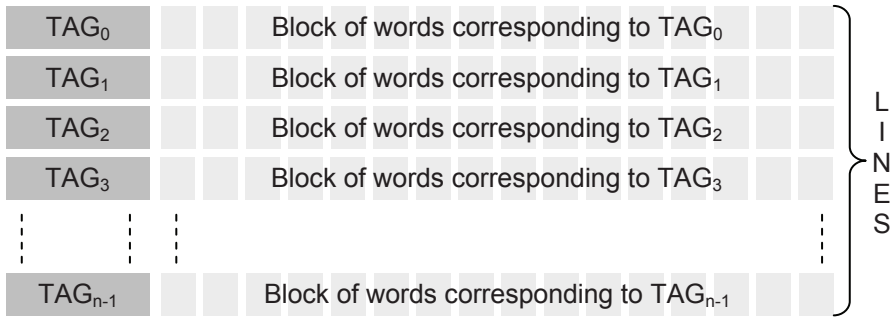 TAG₀ Block of words corresponding to TAG₀
TAG₁ Block of words corresponding to TAG₁
TAG₂ Block of words corresponding to TAG₂
TAG₃ Block of words corresponding to TAG₃
TAGₙ₋₁ Block of words corresponding to TAGₙ₋₁
LINES